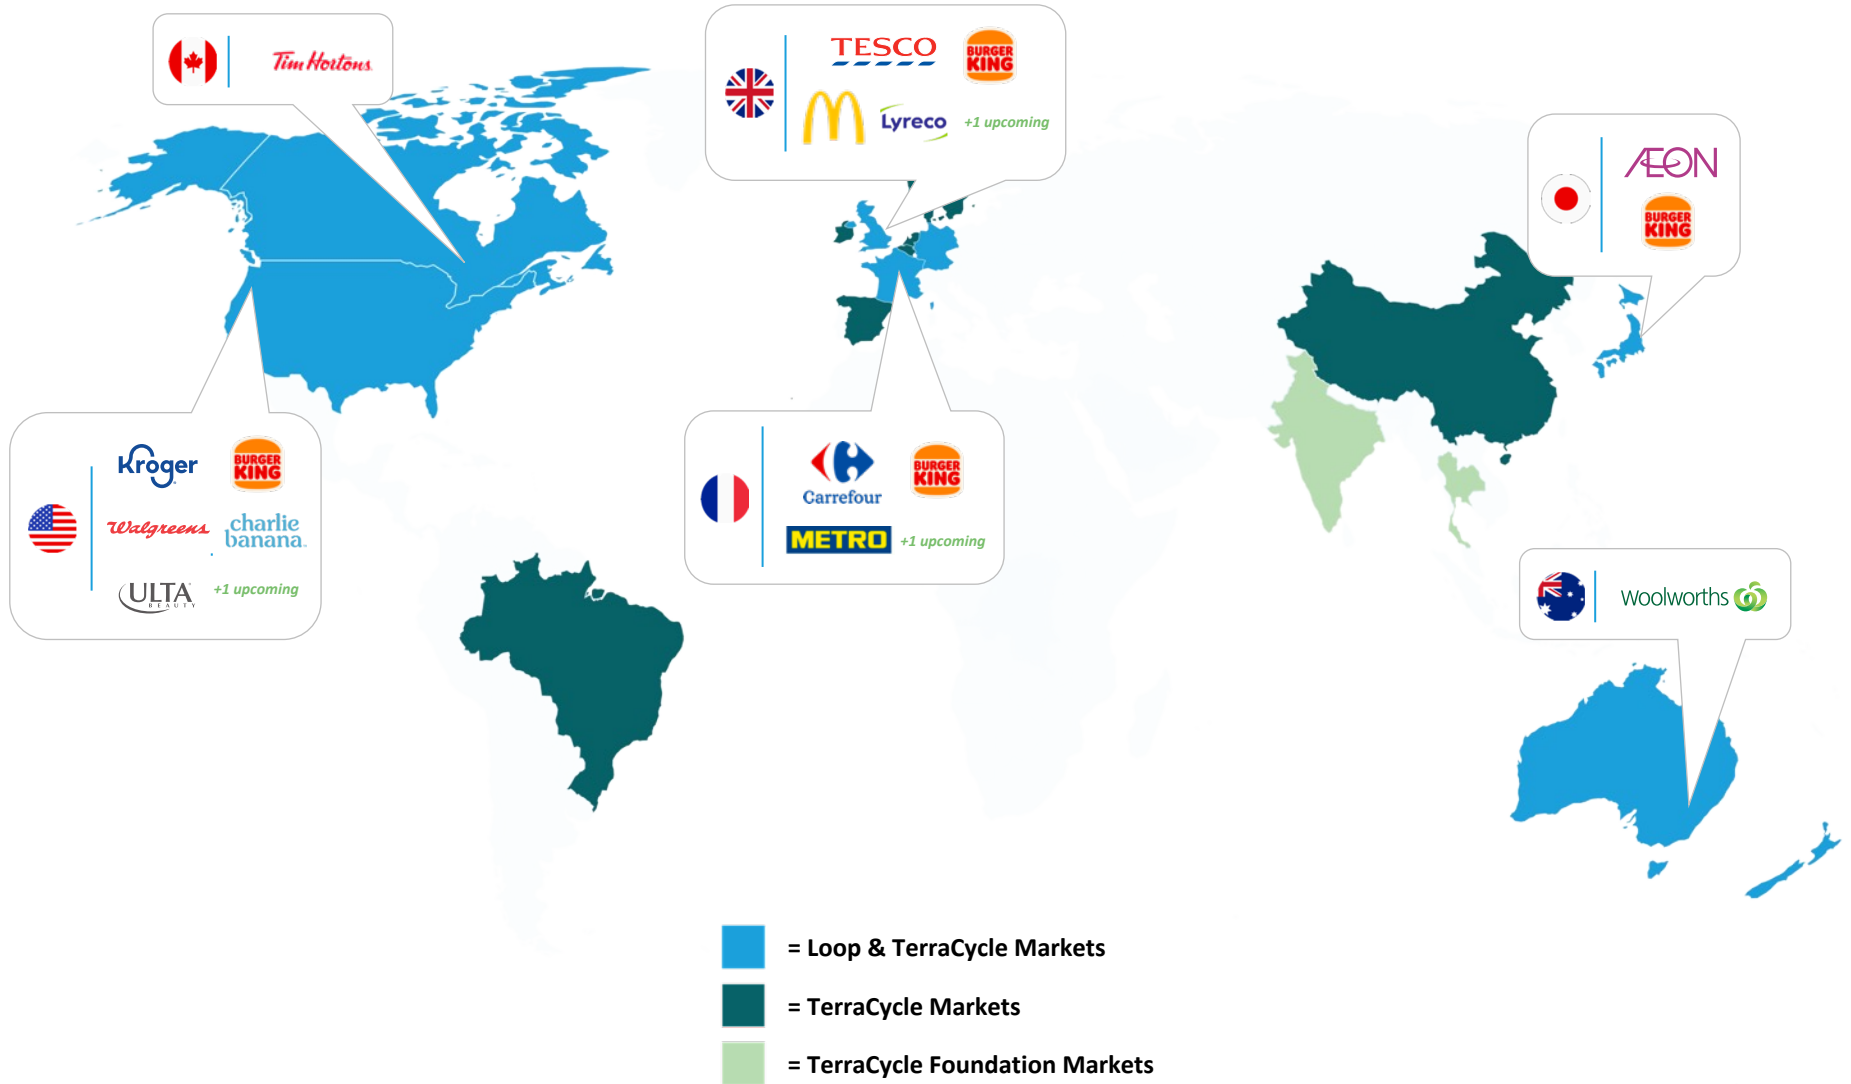 Tim Hortons
TESCO
BURGER KING
Lyreco
+1 upcoming
ÆON
BURGER KING
Kroger
BURGER KING
Walgreens
charlie banana
ULTA BEAUTY
+1 upcoming
Carrefour
BURGER KING
METRO
+1 upcoming
Woolworths
= Loop & TerraCycle Markets
= TerraCycle Markets
= TerraCycle Foundation Markets